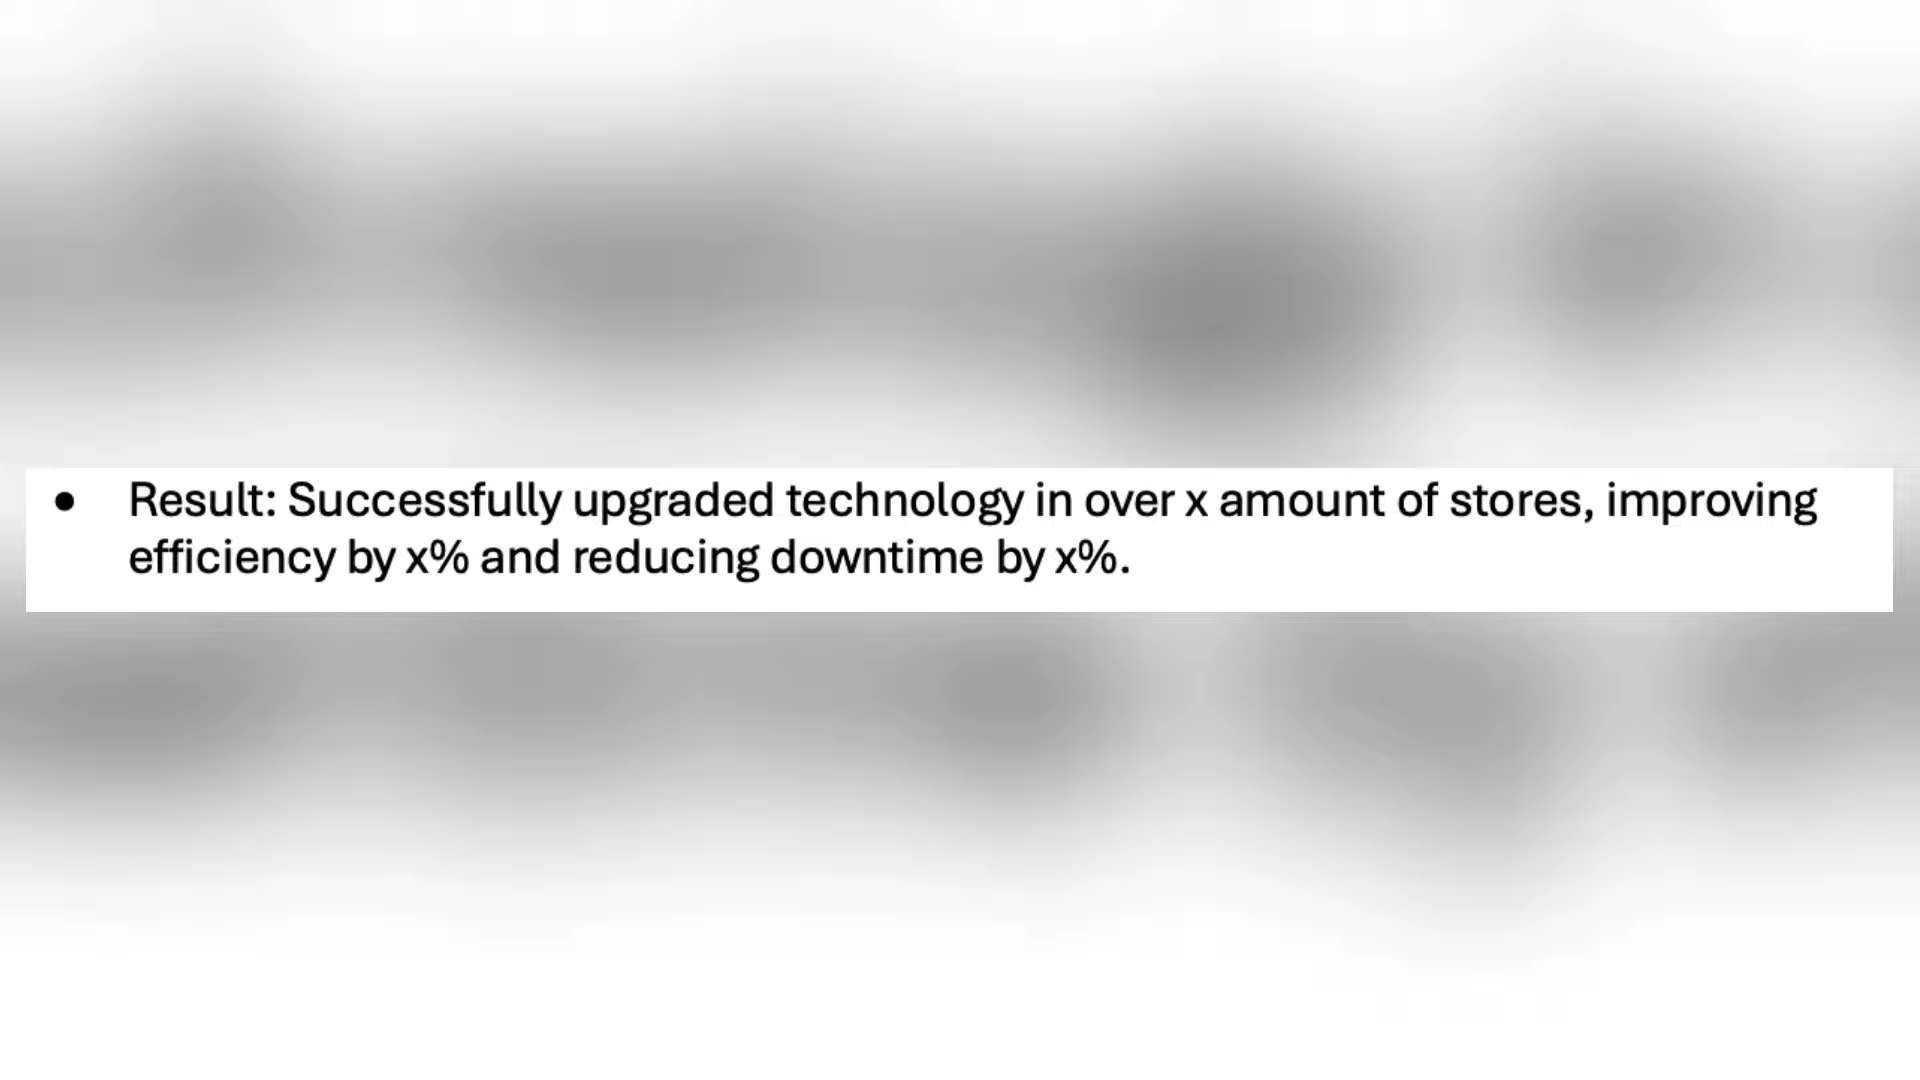 • Result: Successfully upgraded technology in over x amount of stores, improving
efficiency by x% and reducing downtime by x%.